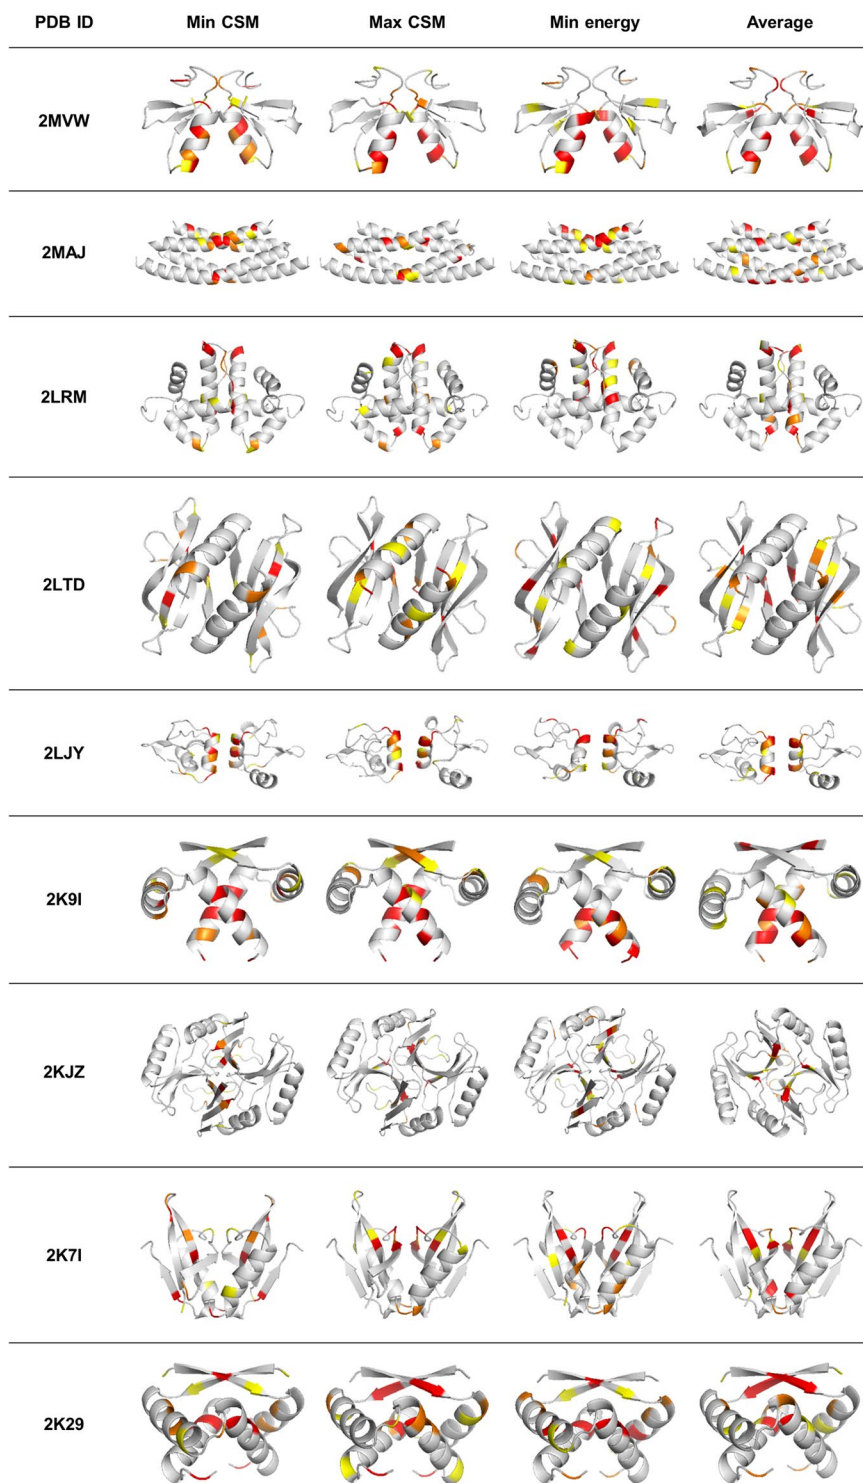 PDB ID Min CSM Max CSM Min energy Average
2MVW
2MAJ
2LRM
2LTD
2LJY
2K9I
2KJZ
2K7I
2K29